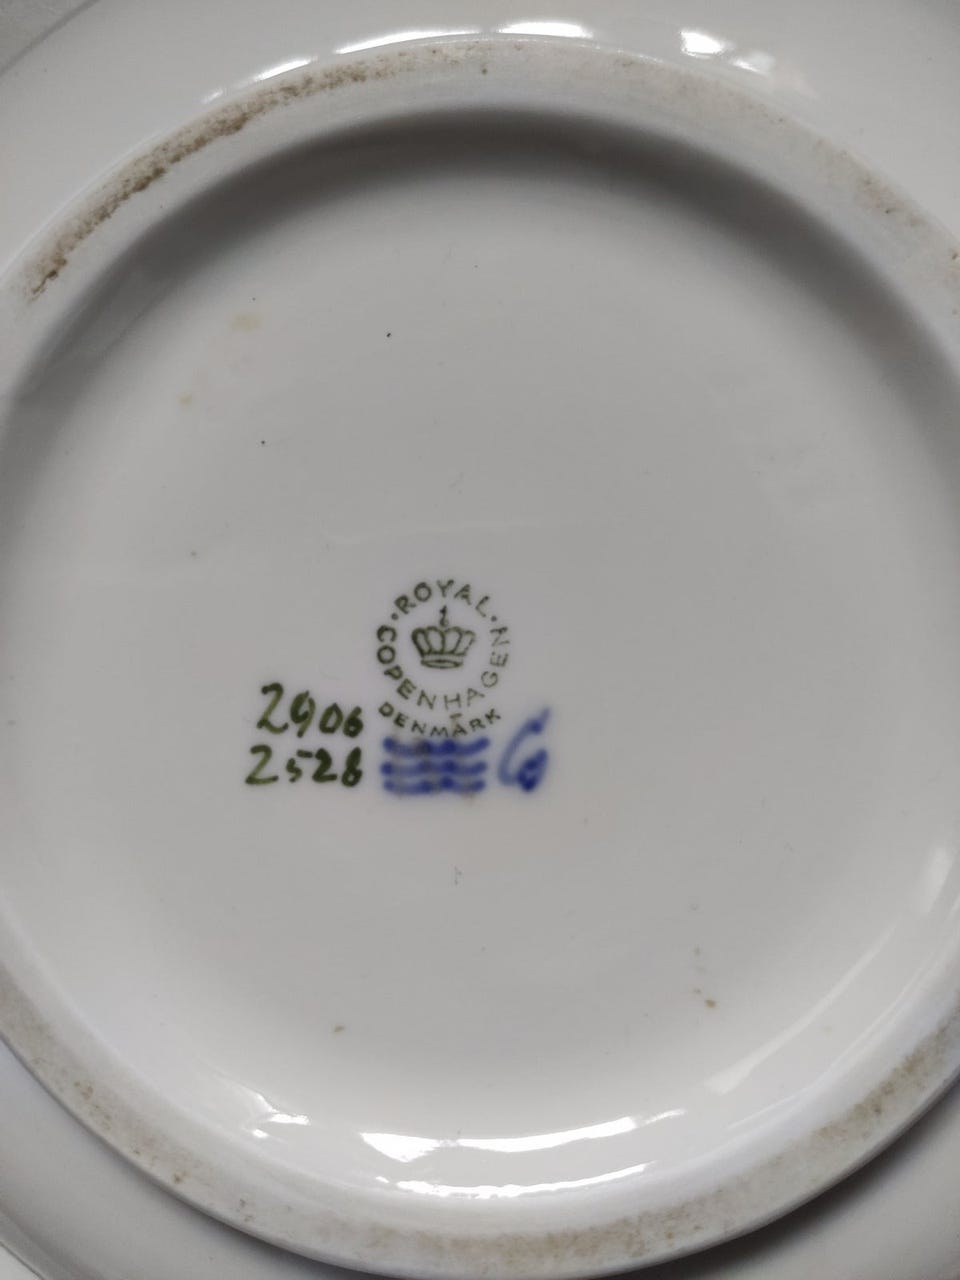 ROYAL
COPENHAGEN
DENMARK
2906
2528